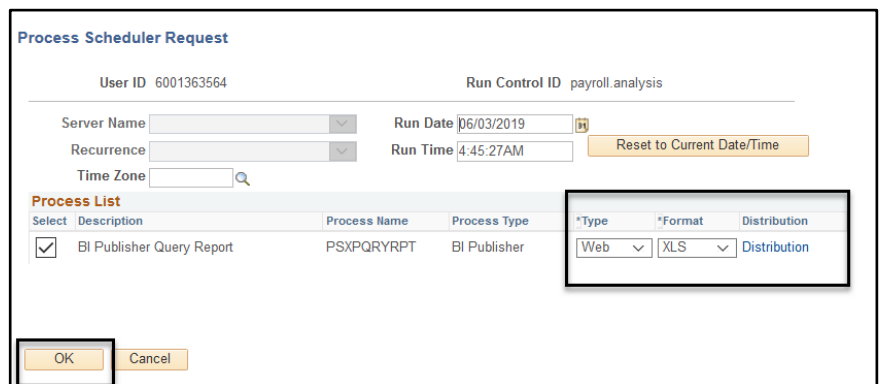 Process Scheduler Request
User ID 6001363564 Run Control ID payroll.analysis
Server Name Run Date 06/03/2019
Recurrence Run Time 4:45:27AM Reset to Current Date/Time
Time Zone
Process List
Select Description Process Name Process Type *Type *Format Distribution
BI Publisher Query Report PSXPQRYRPT BI Publisher Web XLS Distribution
OK Cancel